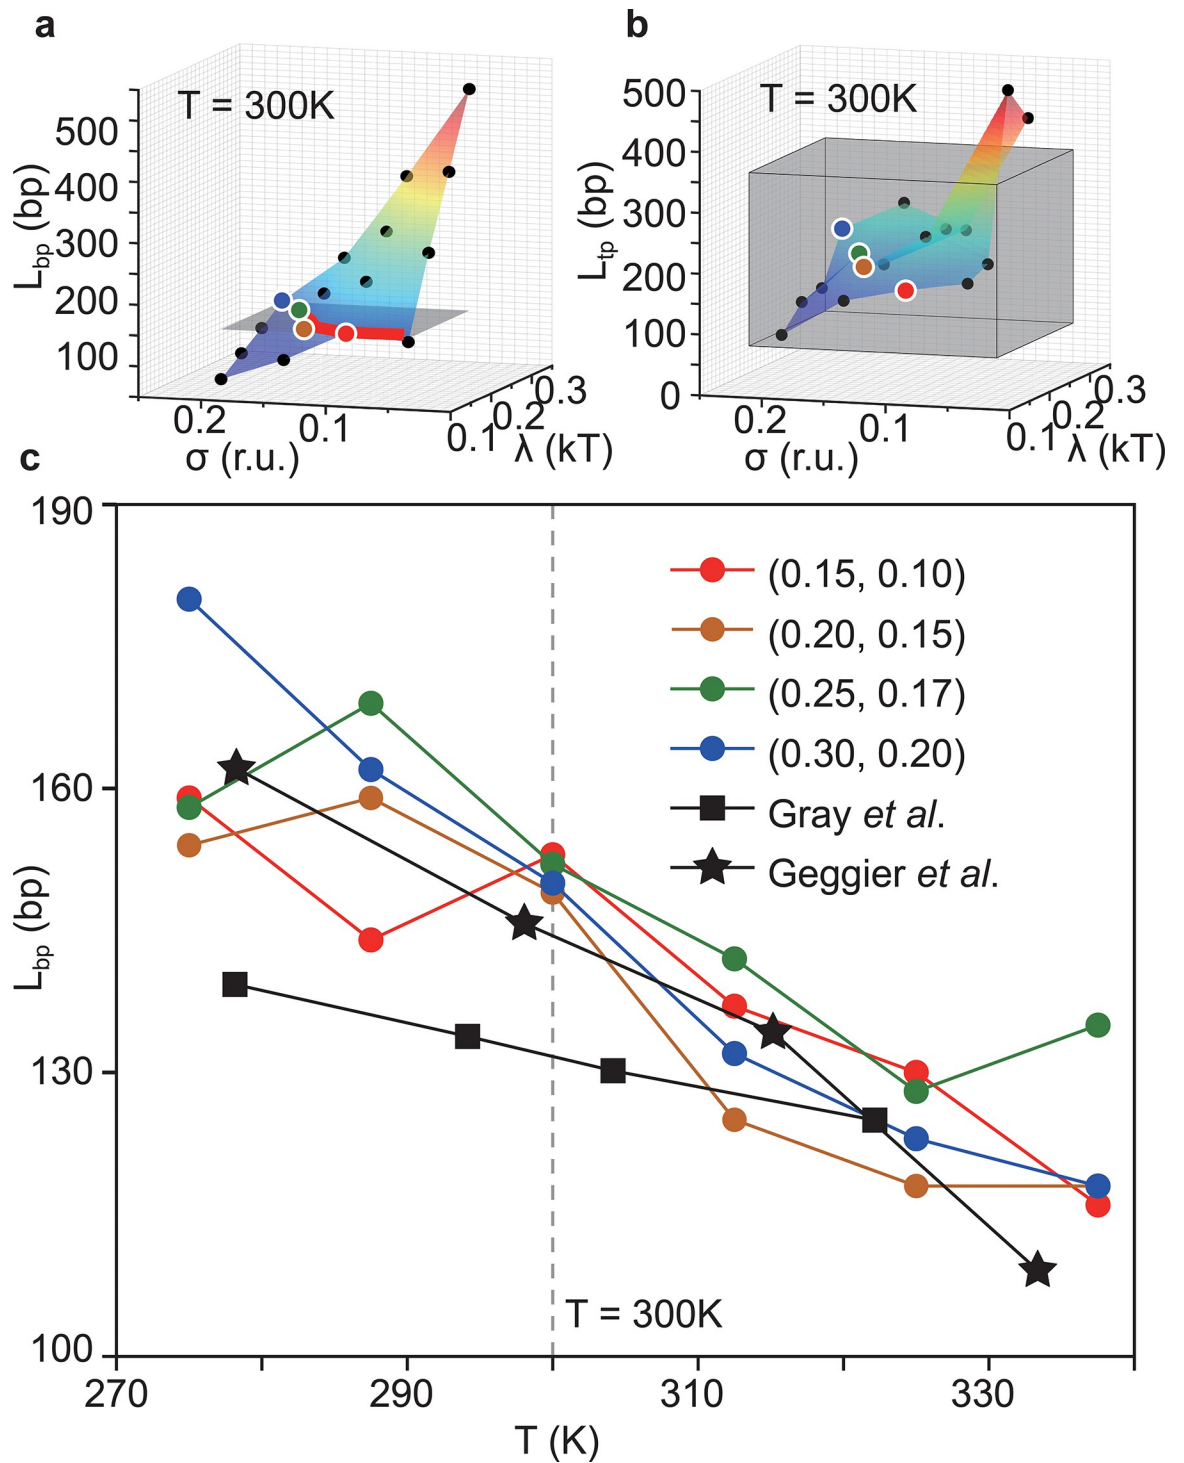 a
T = 300K
500
400
300
200
100
L_bp (bp)
0.2
0.1
σ (r.u.)
0.1
0.2
0.3
λ (kT)
b
T = 300K
500
400
300
200
100
0
L_tp (bp)
0.2
0.1
σ (r.u.)
0.1
0.2
0.3
λ (kT)
c
190
160
130
100
L_bp (bp)
(0.15, 0.10)
(0.20, 0.15)
(0.25, 0.17)
(0.30, 0.20)
Gray et al.
Geggier et al.
T = 300K
270
290
310
330
T (K)